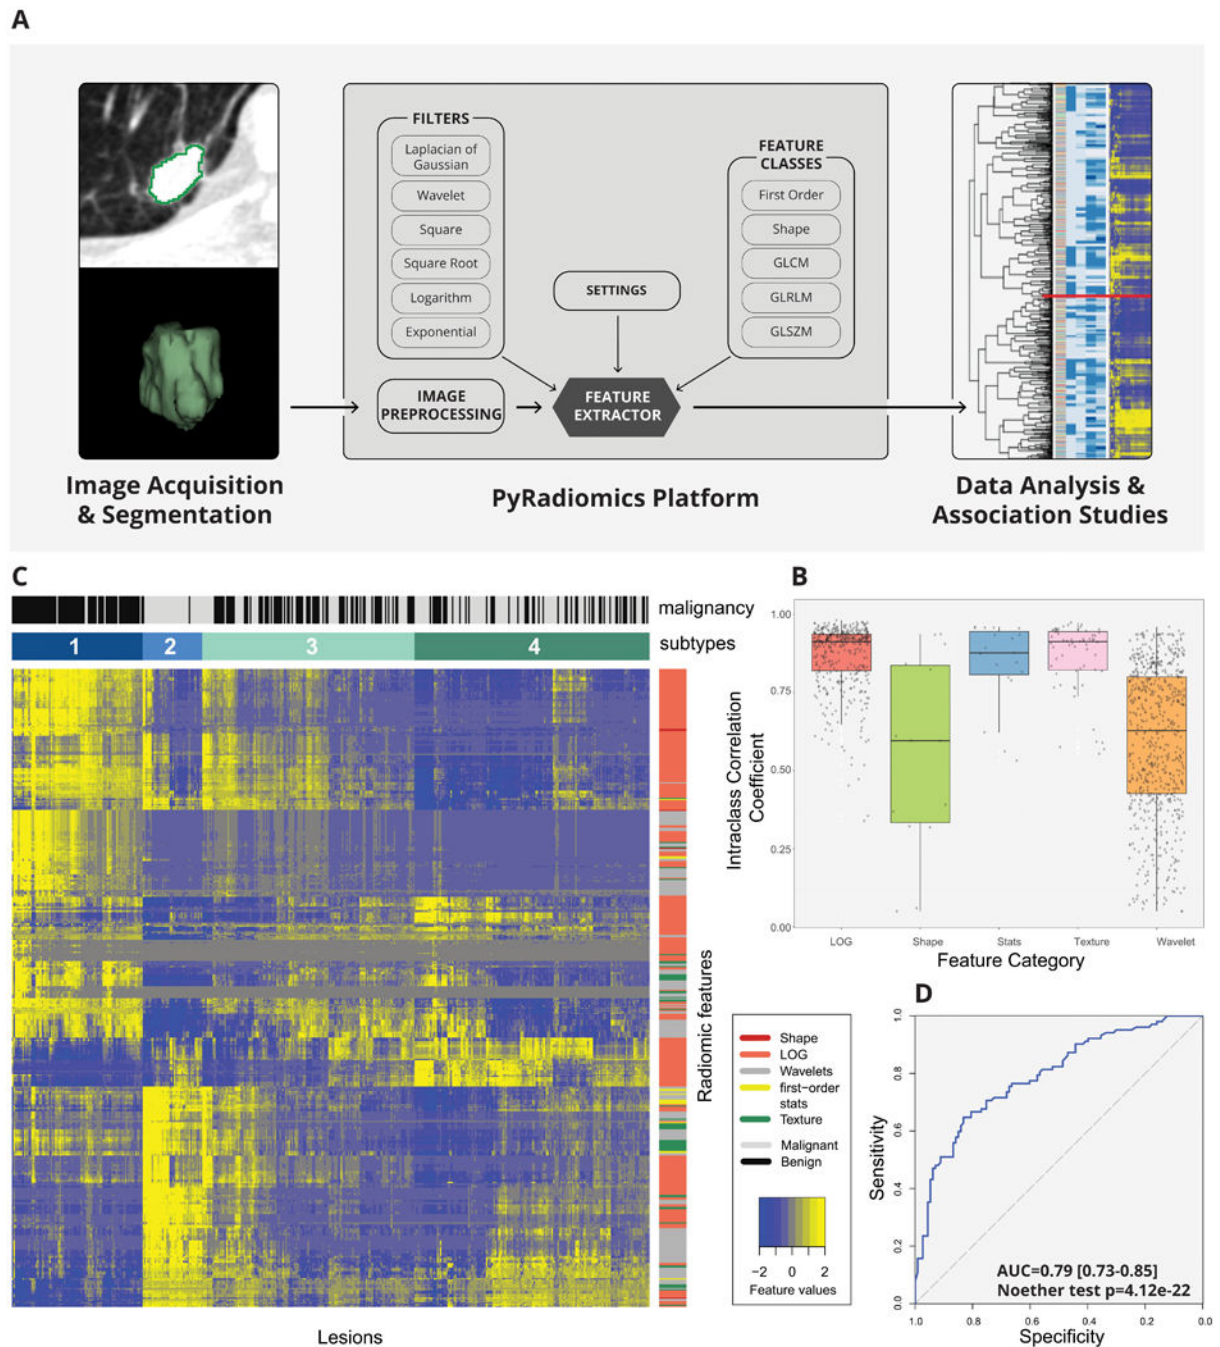 A
FILTERS
Laplacian of
Gaussian
Wavelet
Square
Square Root
Logarithm
Exponential
SETTINGS
FEATURE
CLASSES
First Order
Shape
GLCM
GLRLM
GLSZM
IMAGE
PREPROCESSING
FEATURE
EXTRACTOR
Image Acquisition
& Segmentation
PyRadiomics Platform
Data Analysis &
Association Studies
C
malignancy
1 2 3 4
subtypes
Radiomic features
Lesions
B
1.00
0.75
0.50
0.25
0.00
Intraclass Correlation
Coefficient
LOG Shape Stats Texture Wavelet
Feature Category
Shape
LOG
Wavelets
first-order
stats
Texture
Malignant
Benign
-2 0 2
Feature values
D
1.0
0.8
0.6
0.4
0.2
0.0
Sensitivity
AUC=0.79 [0.73-0.85]
Noether test p=4.12e-22
1.0 0.8 0.6 0.4 0.2 0.0
Specificity